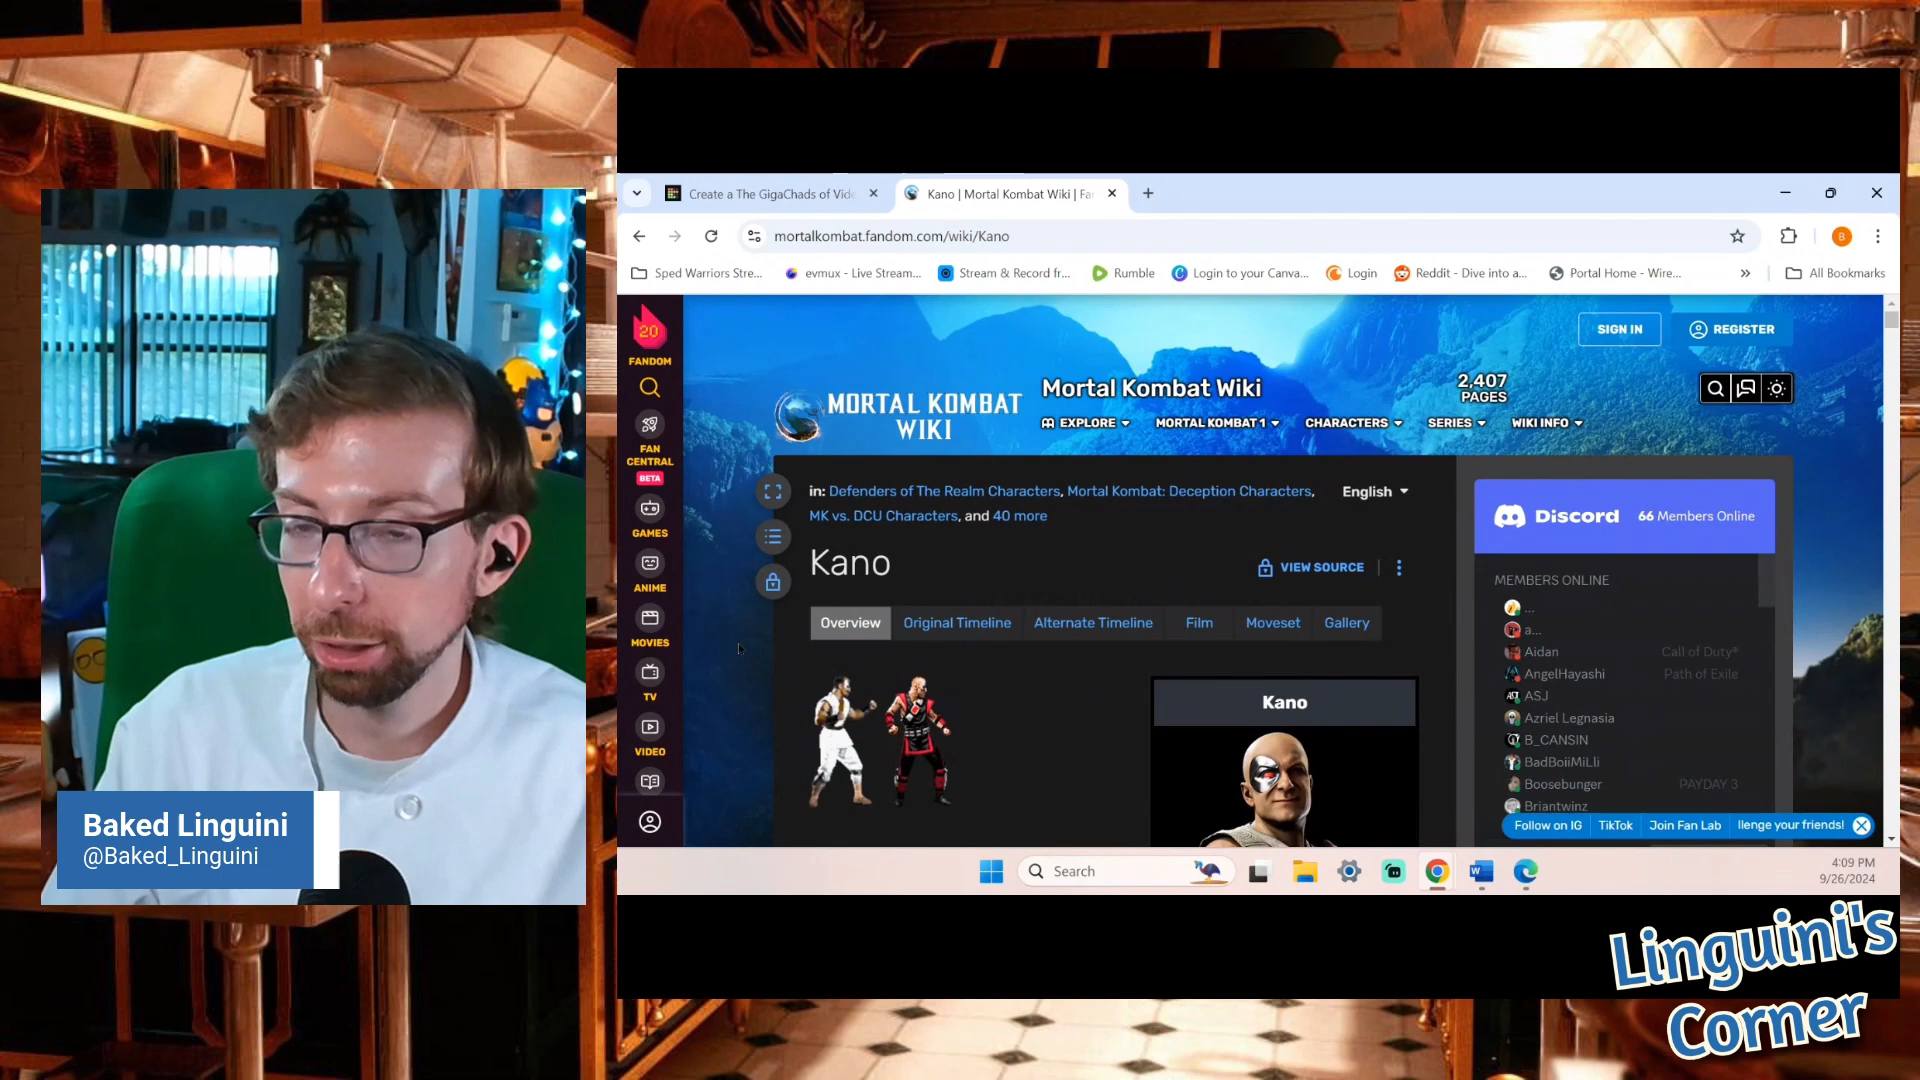 Create a The GigaChads of Vid
Kano | Mortal Kombat Wiki | Fa
mortalkombat.fandom.com/wiki/Kano
Sped Warriors Stre...
evmux - Live Stream...
Stream & Record fr...
Rumble
Login to your Canva...
Login
Reddit - Dive into a...
Portal Home - Wire...
All Bookmarks
B
20
FANDOM
FAN CENTRAL
BETA
GAMES
ANIME
MOVIES
TV
VIDEO
SIGN IN
REGISTER
MORTAL KOMBAT
WIKI
Mortal Kombat Wiki
2,407
PAGES
EXPLORE
MORTAL KOMBAT 1
CHARACTERS
SERIES
WIKI INFO
in: Defenders of The Realm Characters, Mortal Kombat: Deception Characters,
MK vs. DCU Characters, and 40 more
English
Kano
VIEW SOURCE
Overview
Original Timeline
Alternate Timeline
Film
Moveset
Gallery
Kano
Discord
66 Members Online
MEMBERS ONLINE
...
a...
Aidan Call of Duty®
AngelHayashi Path of Exile
ASJ
Azriel Legnasia
B_CANSIN
BadBoiiMiLli
Boosebunger PAYDAY 3
Briantwinz
Follow on IG
TikTok
Join Fan Lab
llenge your friends!
Search
4:09 PM
9/26/2024
Baked Linguini
@Baked_Linguini
Linguini's
Corner